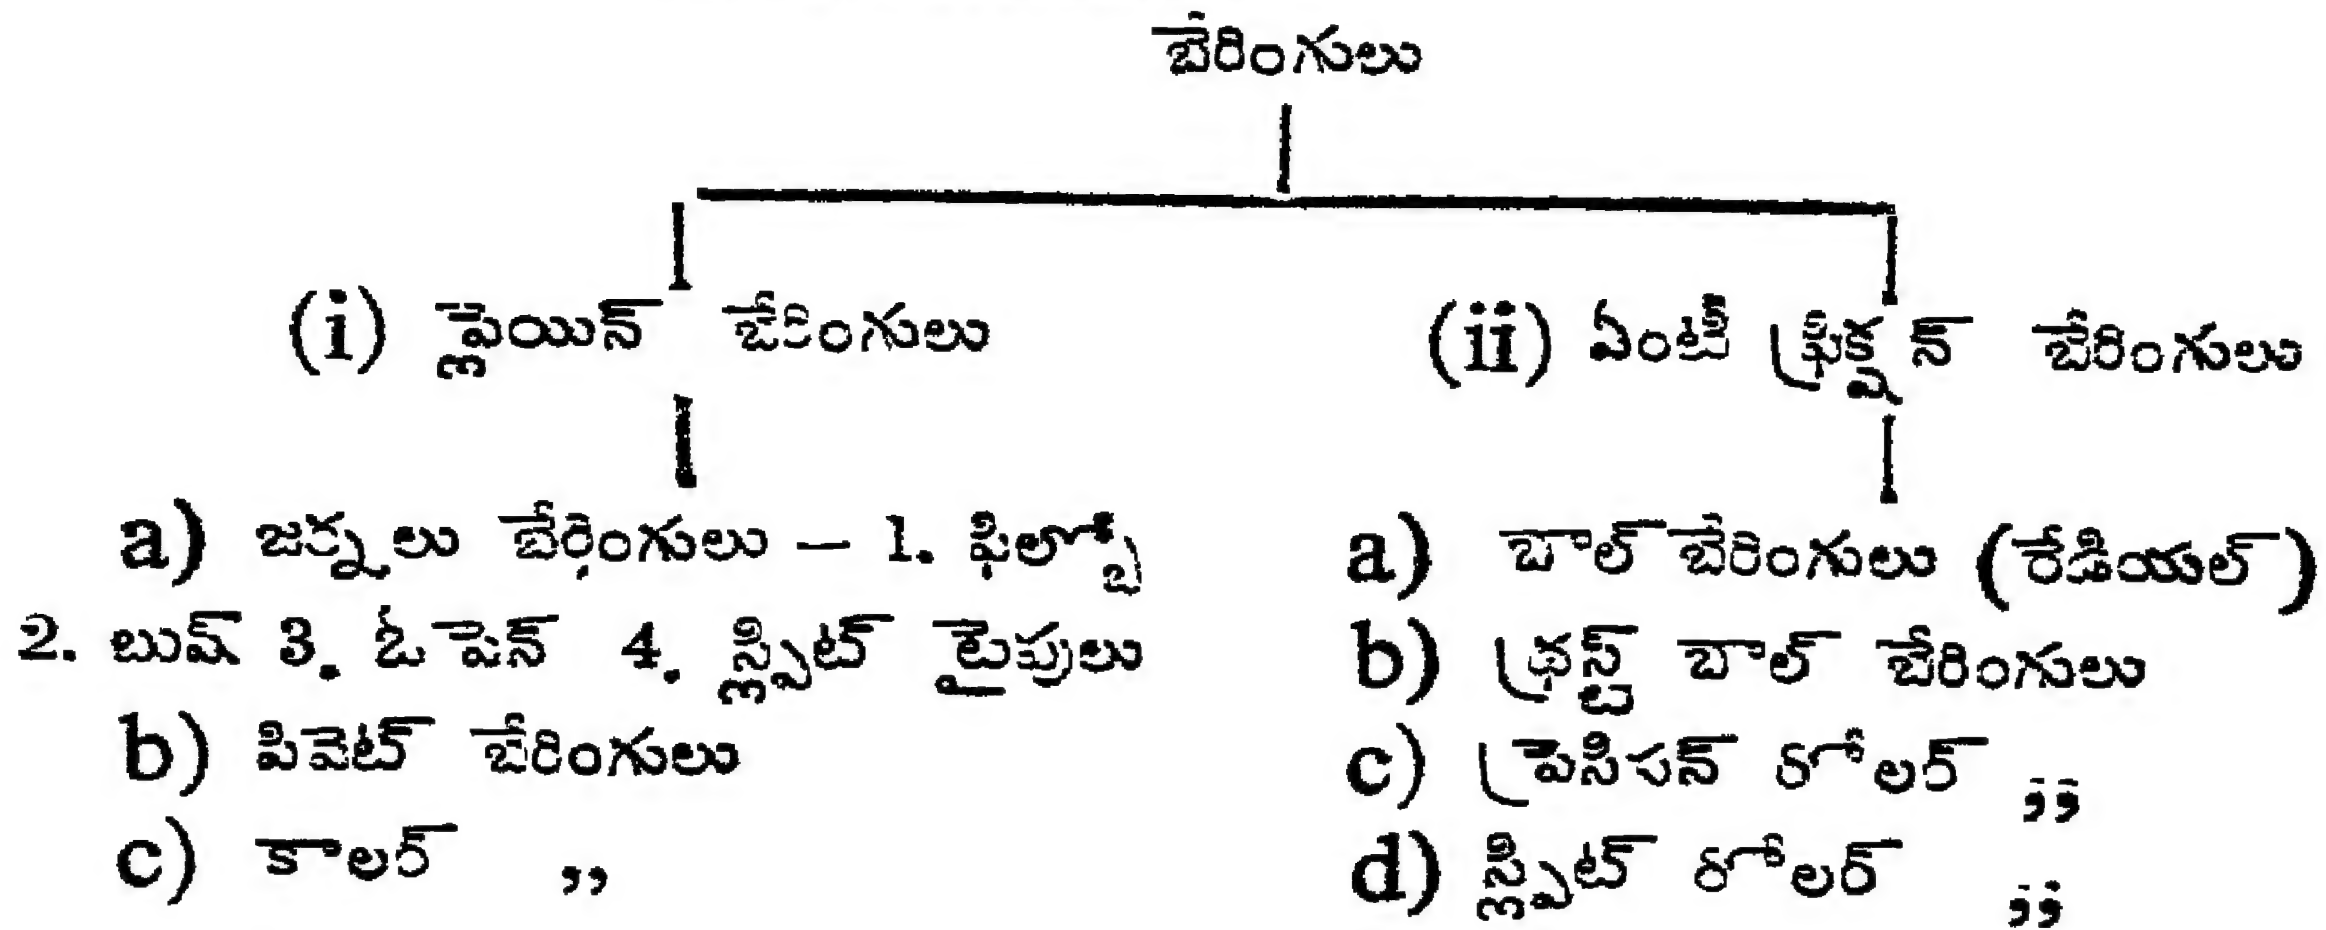 బేరింగులు
(i) ప్లెయిన్ బేరింగులు
(ii) ఏంటీ ఫ్రిక్షన్ బేరింగులు
a) జర్నలు బేరింగులు – 1. ఫిల్బో
2. బుష్ 3. ఓపెన్ 4. స్ప్లిట్ టైపులు
b) పివెట్ బేరింగులు
c) కాలర్ ,,
a) బాల్ బేరింగులు (రేడియల్)
b) థ్రస్ట్ బాల్ బేరింగులు
c) ప్రెసిషన్ రోలర్ ,,
d) స్ప్లిట్ రోలర్ ,,